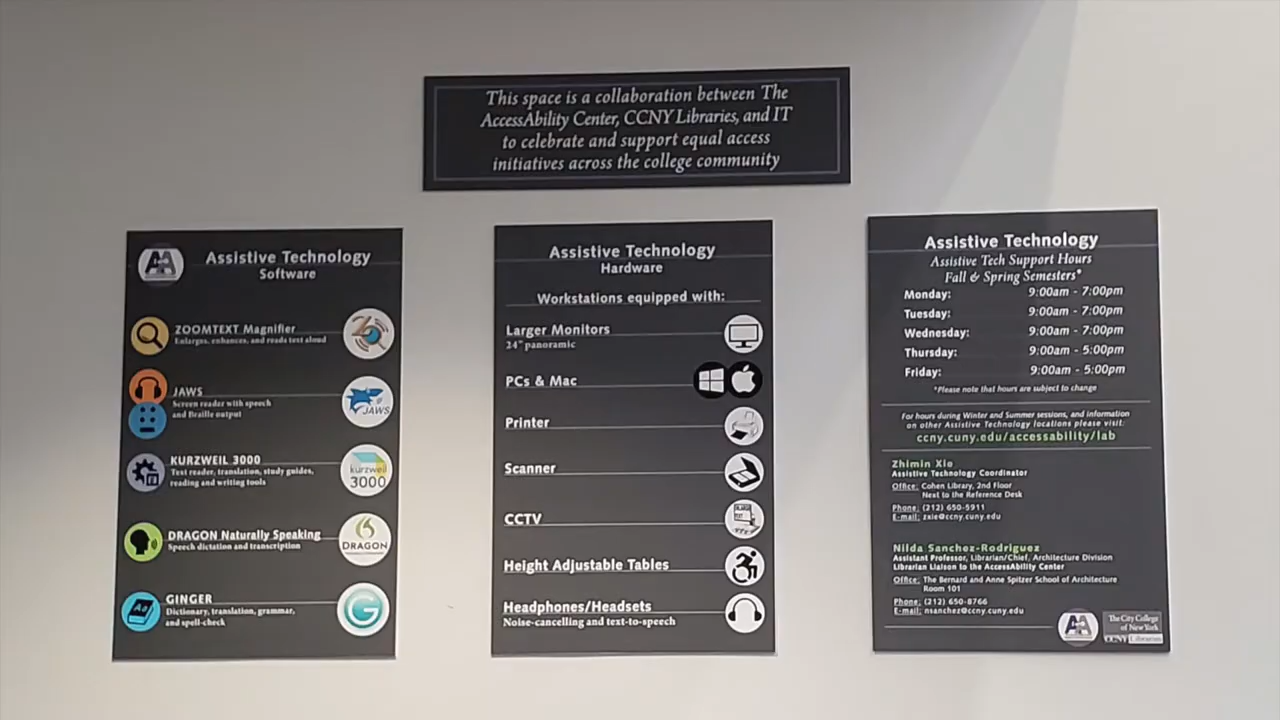 This space is a collaboration between The
AccessAbility Center, CCNY Libraries, and IT
to celebrate and support equal access
initiatives across the college community
Assistive Technology
Software
ZOOMTEXT Magnifier
Enlarges, enhances, and reads text aloud
JAWS
Screen reader with speech
and Braille output
JAWS
KURZWEIL 3000
Text reader, translation, study guides,
reading and writing tools
kurzweil
3000
DRAGON Naturally Speaking
Speech dictation and transcription
DRAGON
GINGER
Dictionary, translation, grammar,
and spell-check
Aa
G
Assistive Technology
Hardware
Workstations equipped with:
Larger Monitors
24" panoramic
PCs & Mac
Printer
Scanner
CCTV
Height Adjustable Tables
Headphones/Headsets
Noise-cancelling and text-to-speech
Assistive Technology
Assistive Tech Support Hours
Fall & Spring Semesters*
Monday: 9:00am - 7:00pm
Tuesday: 9:00am - 7:00pm
Wednesday: 9:00am - 7:00pm
Thursday: 9:00am - 5:00pm
Friday: 9:00am - 5:00pm
*Please note that hours are subject to change
For hours during Winter and Summer sessions, and information
on other Assistive Technology locations please visit:
ccny.cuny.edu/accessability/lab
Zhimin Xie
Assistive Technology Coordinator
Office: Cohen Library, 2nd Floor
Next to the Reference Desk
Phone: (212) 650-5911
E-mail: zxie@ccny.cuny.edu
Nilda Sanchez-Rodriguez
Assistant Professor, Librarian/Chief, Architecture Division
Librarian Liaison to the AccessAbility Center
Office: The Bernard and Anne Spitzer School of Architecture
Room 101
Phone: (212) 650-8766
E-mail: nsanchez@ccny.cuny.edu
The City College
of New York
CCNY Libraries